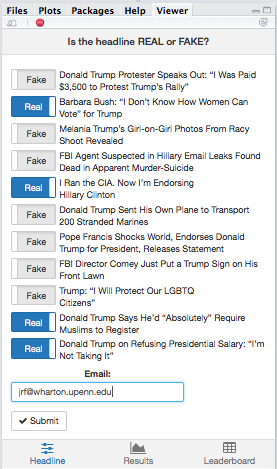 Files Plots Packages Help Viewer
Is the headline REAL or FAKE?
Fake Donald Trump Protester Speaks Out: “I Was Paid
$3,500 to Protest Trump’s Rally”
Real Barbara Bush: “I Don’t Know How Women Can
Vote” for Trump
Fake Melania Trump’s Girl-on-Girl Photos From Racy
Shoot Revealed
Fake FBI Agent Suspected in Hillary Email Leaks Found
Dead in Apparent Murder-Suicide
Real I Ran the CIA. Now I’m Endorsing
Hillary Clinton
Fake Donald Trump Sent His Own Plane to Transport
200 Stranded Marines
Fake Pope Francis Shocks World, Endorses Donald
Trump for President, Releases Statement
Fake FBI Director Comey Just Put a Trump Sign on His
Front Lawn
Fake Trump: “I Will Protect Our LGBTQ
Citizens”
Real Donald Trump Says He’d “Absolutely” Require
Muslims to Register
Real Donald Trump on Refusing Presidential Salary: “I’m
Not Taking It”
Email:
jrf@wharton.upenn.edu
Submit
Headline Results Leaderboard